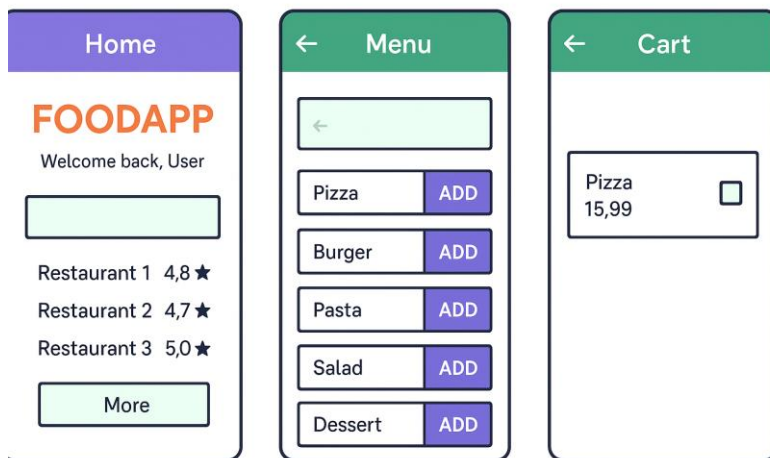 Home
FOODAPP
Welcome back, User
Restaurant 1 4,8 ★
Restaurant 2 4,7 ★
Restaurant 3 5,0 ★
More
← Menu
←
Pizza ADD
Burger ADD
Pasta ADD
Salad ADD
Dessert ADD
← Cart
Pizza
15,99